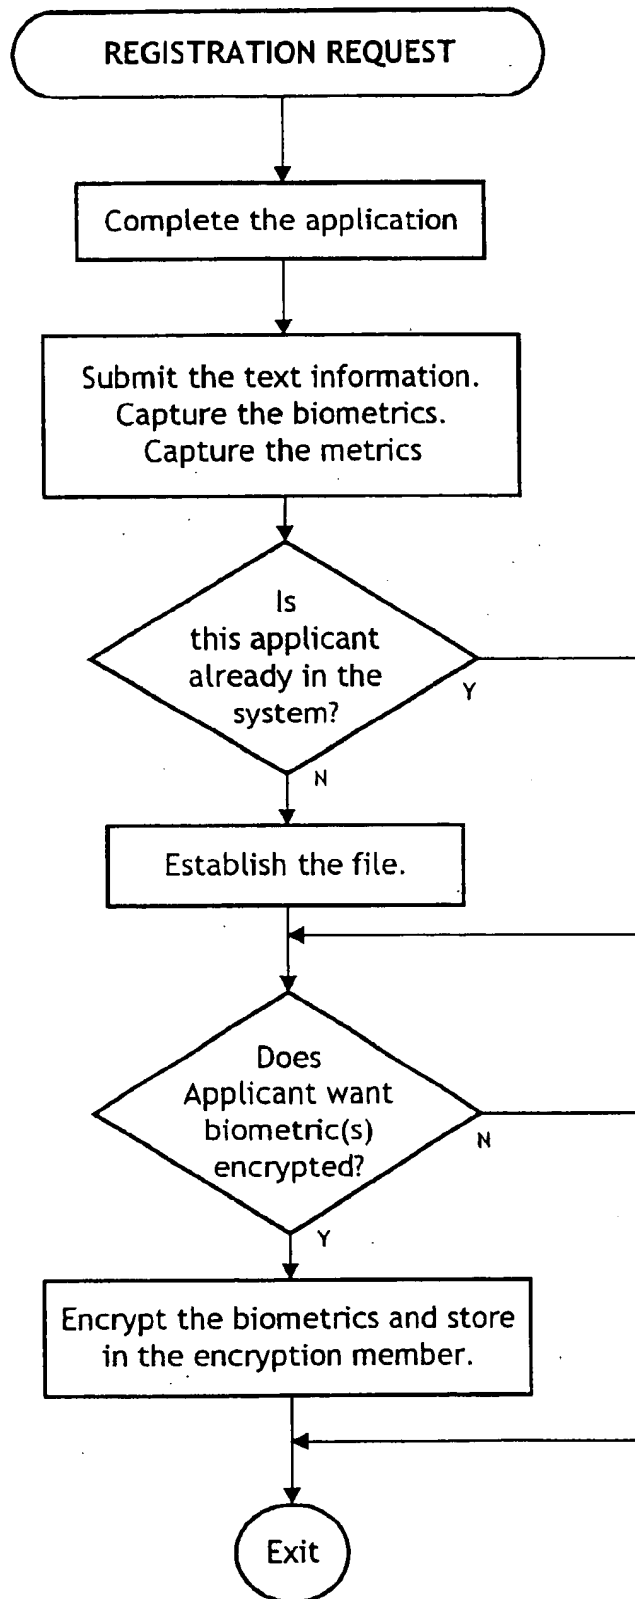 REGISTRATION REQUEST
Complete the application
Submit the text information.
Capture the biometrics.
Capture the metrics
Is
this applicant
already in the
system?
Y
N
Establish the file.
Does
Applicant want
biometric(s)
encrypted?
N
Y
Encrypt the biometrics and store
in the encryption member.
Exit